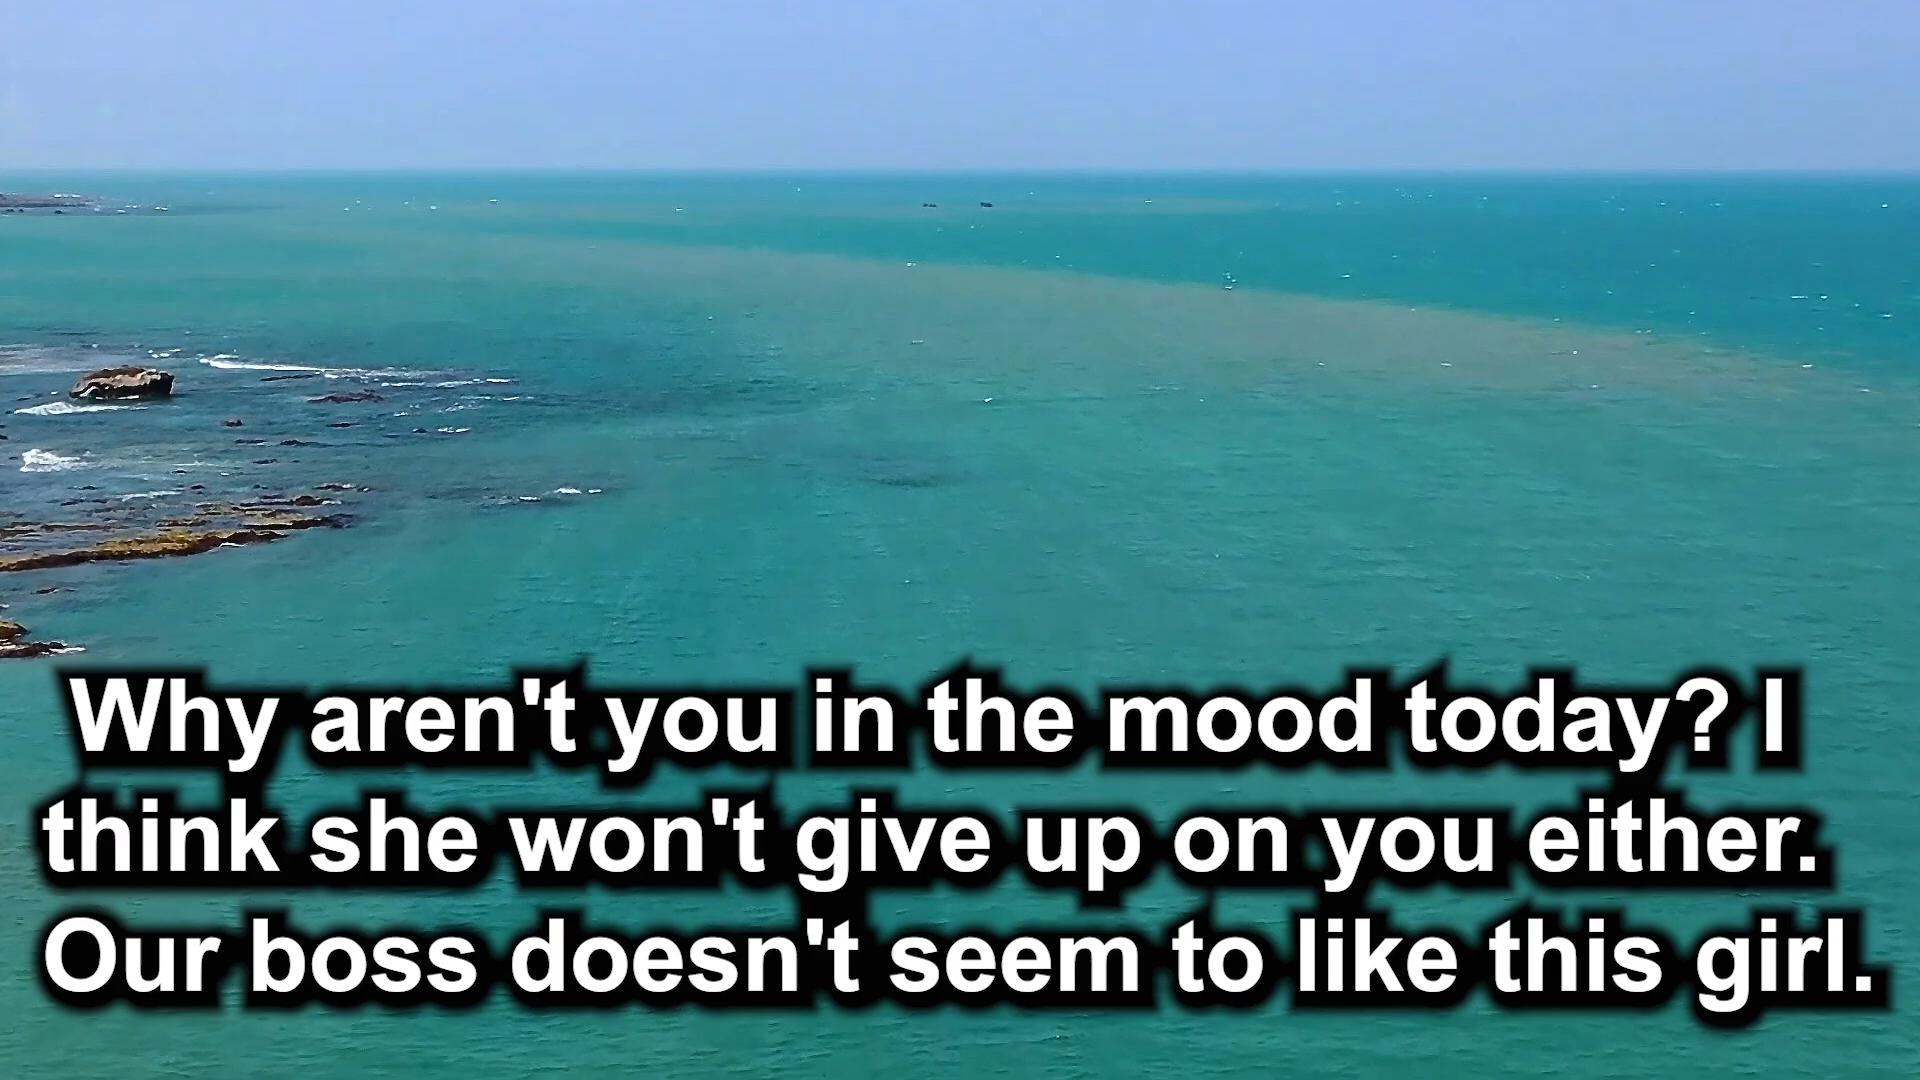 Why aren't you in the mood today? I
think she won't give up on you either.
Our boss doesn't seem to like this girl.